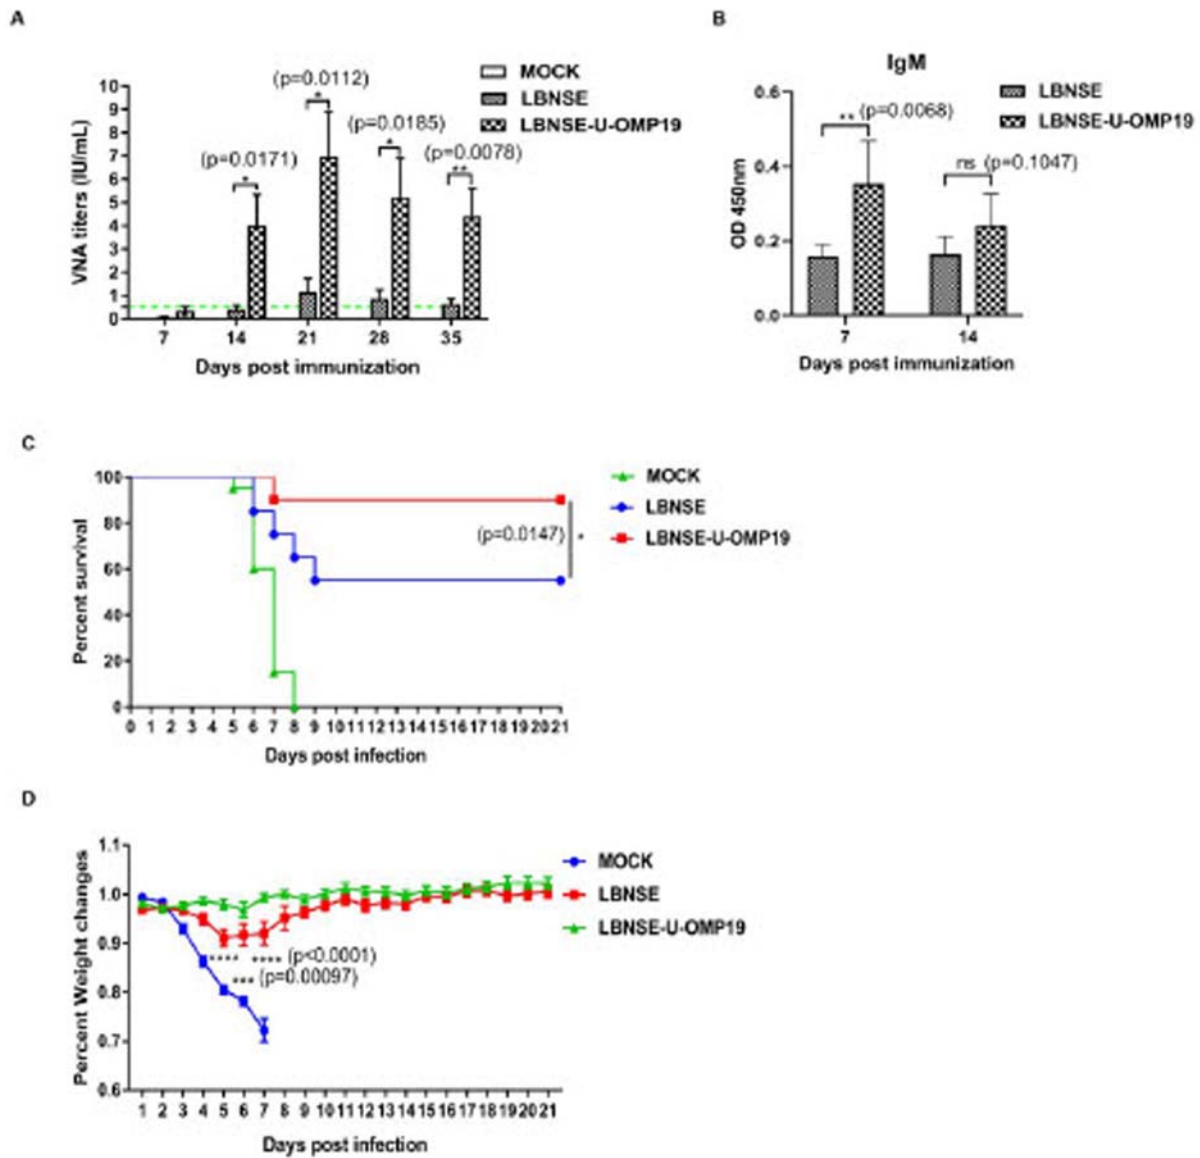 A
(p=0.0112)
*
(p=0.0185)
*
(p=0.0171)
*
(p=0.0078)
**
MOCK
LBNSE
LBNSE-U-OMP19
VNA titers (IU/mL)
10
9
8
7
6
5
4
3
2
1
0
7 14 21 28 35
Days post immunization
B
IgM
LBNSE
LBNSE-U-OMP19
** (p=0.0068)
ns (p=0.1047)
OD 450nm
0.6
0.4
0.2
0.0
7 14
Days post immunization
C
MOCK
LBNSE
LBNSE-U-OMP19
(p=0.0147) *
Percent survival
100
80
60
40
20
0
0 1 2 3 4 5 6 7 8 9 10 11 12 13 14 15 16 17 18 19 20 21
Days post infection
D
MOCK
LBNSE
LBNSE-U-OMP19
**** **** (p<0.0001)
*** (p=0.00097)
Percent Weight changes
1.1
1.0
0.9
0.8
0.7
0.6
1 2 3 4 5 6 7 8 9 10 11 12 13 14 15 16 17 18 19 20 21
Days post infection